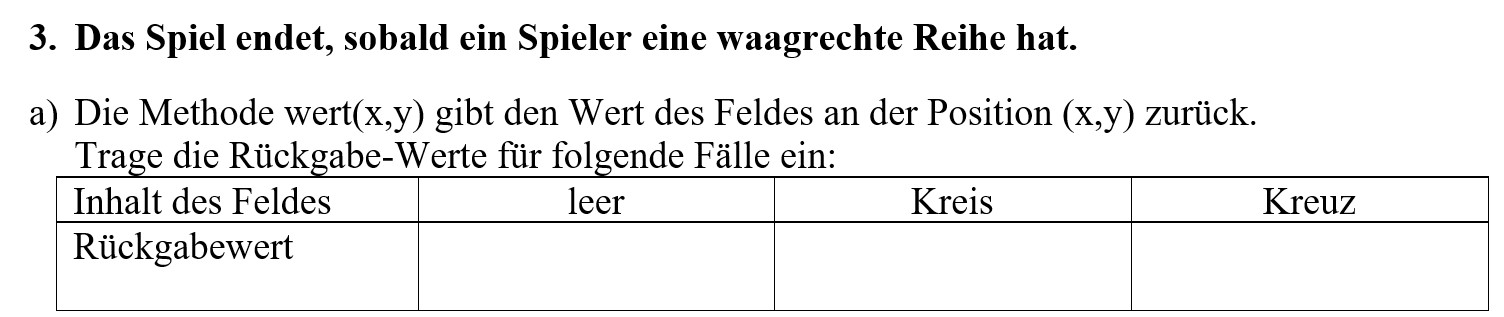 3. Das Spiel endet, sobald ein Spieler eine waagrechte Reihe hat.
a) Die Methode wert(x,y) gibt den Wert des Feldes an der Position (x,y) zurück.
Trage die Rückgabe-Werte für folgende Fälle ein:
Inhalt des Feldes leer Kreis Kreuz
Rückgabewert